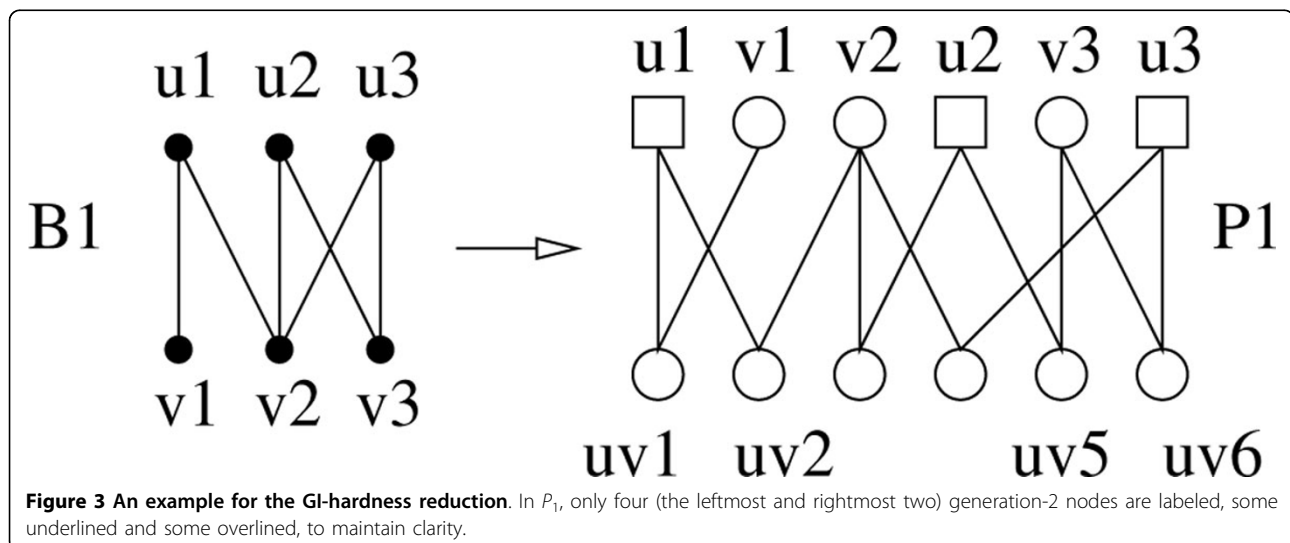 u1 u2 u3
u1 v1 v2 u2 v3 u3
B1
P1
v1 v2 v3
uv1 uv2 uv5 uv6
Figure 3 An example for the GI-hardness reduction. In P1, only four (the leftmost and rightmost two) generation-2 nodes are labeled, some
underlined and some overlined, to maintain clarity.